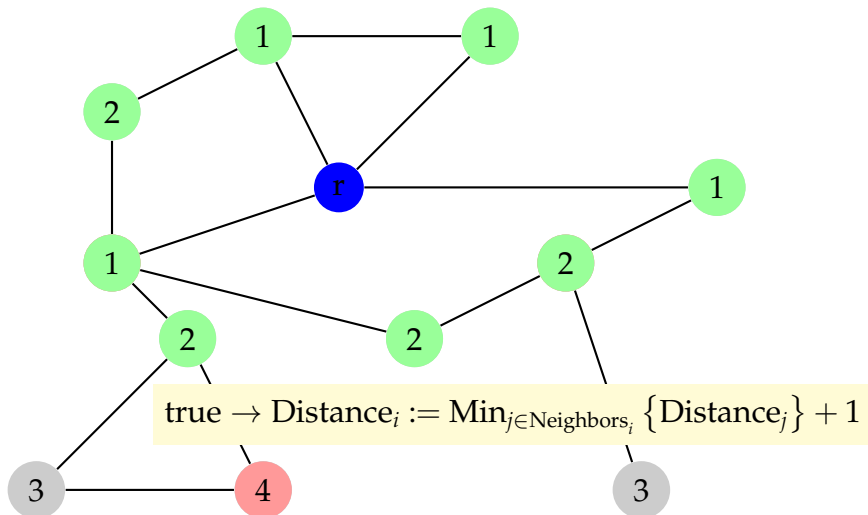 1 1
2
r 1
1 2
2 2
true → Distance_i := Min_{j∈Neighbors_i} {Distance_j} + 1
3 4 3